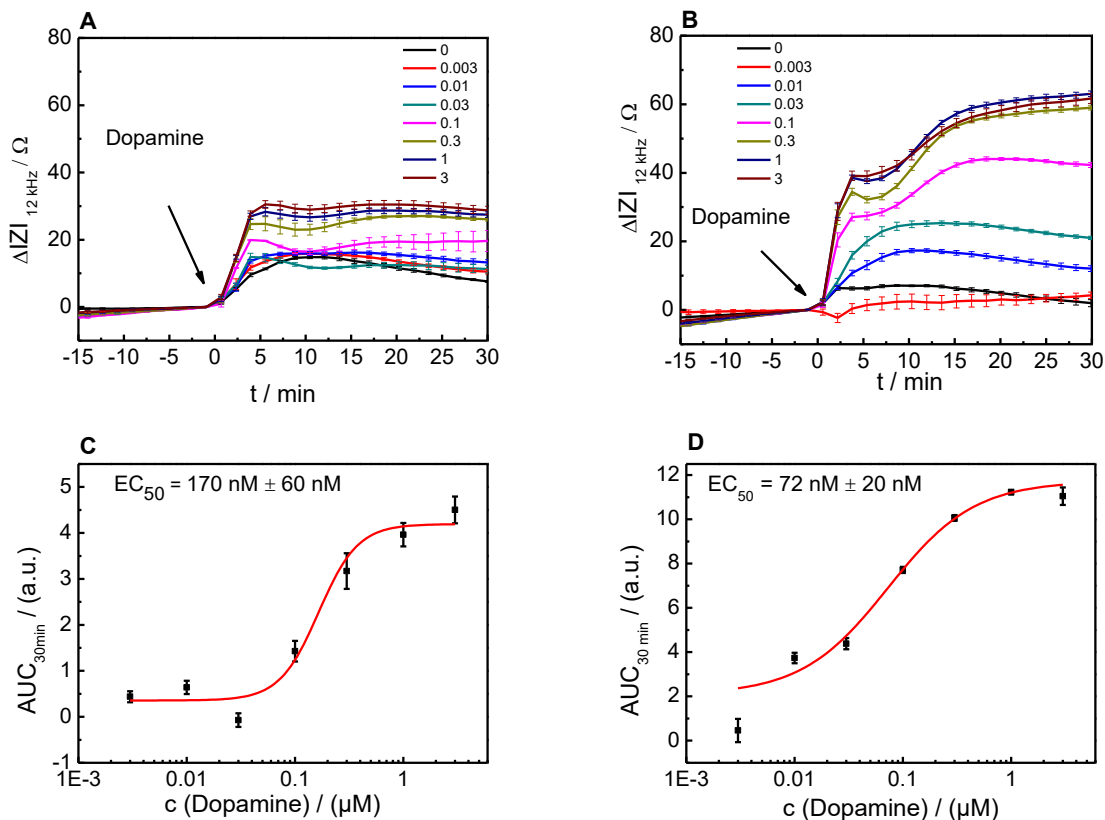 A
Δ|Z| 12 kHz / Ω
80
60
40
20
0
Dopamine
0
0.003
0.01
0.03
0.1
0.3
1
3
-15 -10 -5 0 5 10 15 20 25 30
t / min
B
Δ|Z| 12 kHz / Ω
80
60
40
20
0
Dopamine
0
0.003
0.01
0.03
0.1
0.3
1
3
-15 -10 -5 0 5 10 15 20 25 30
t / min
C
EC50 = 170 nM ± 60 nM
AUC30min / (a.u.)
5
4
3
2
1
0
-1
1E-3 0.01 0.1 1
c (Dopamine) / (µM)
D
EC50 = 72 nM ± 20 nM
AUC30 min / (a.u.)
12
10
8
6
4
2
0
1E-3 0.01 0.1 1
c (Dopamine) / (µM)